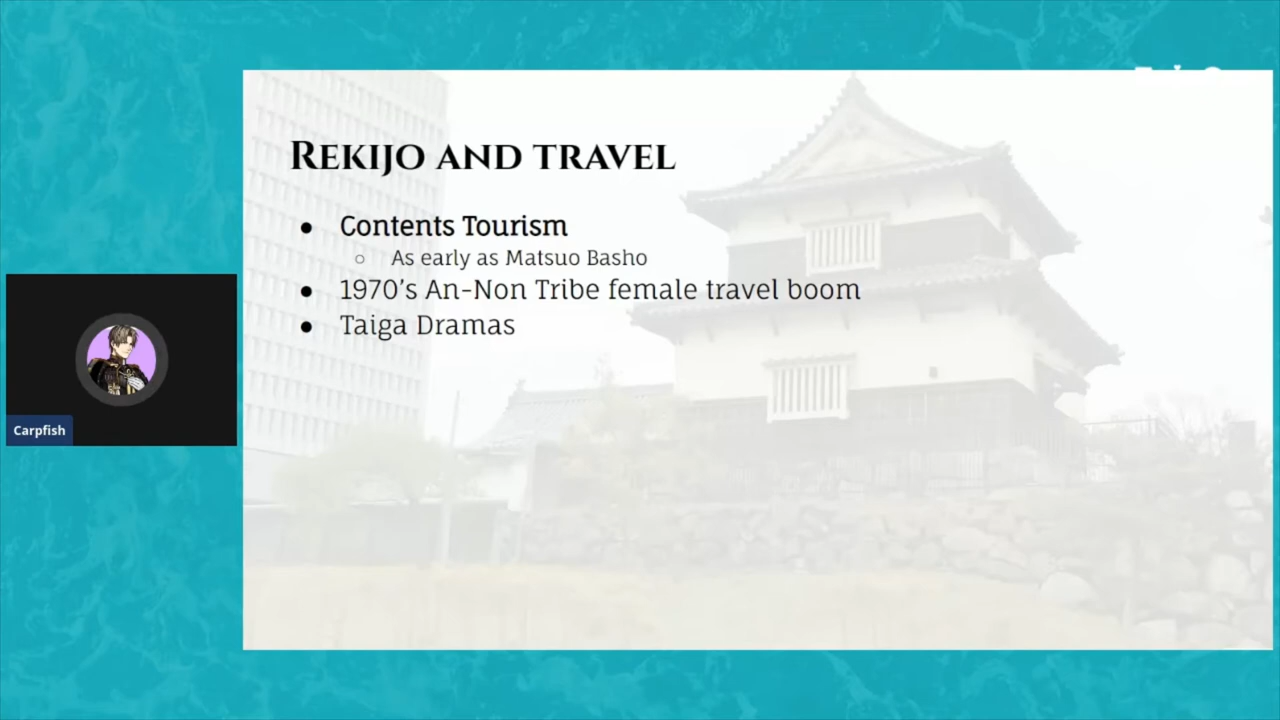 Rekijo and travel
● Contents Tourism
○ As early as Matsuo Basho
● 1970's An-Non Tribe female travel boom
● Taiga Dramas
Carpfish